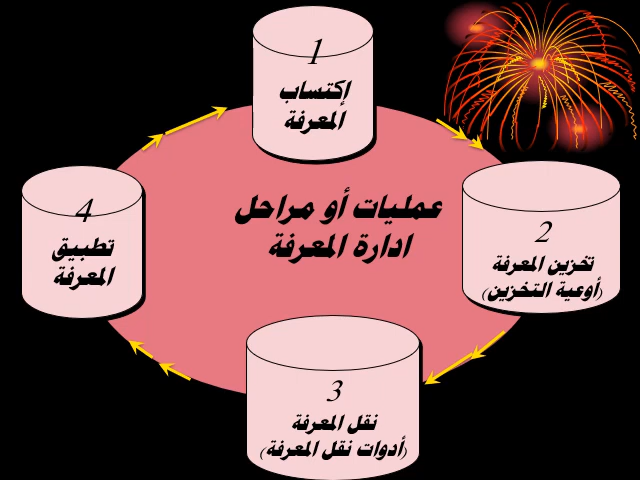 عمليات أو مراحل
ادارة المعرفة
1
إكتساب
المعرفة
2
تخزين المعرفة
(أوعية التخزين)
3
نقل المعرفة
(أدوات نقل المعرفة)
4
تطبيق
المعرفة